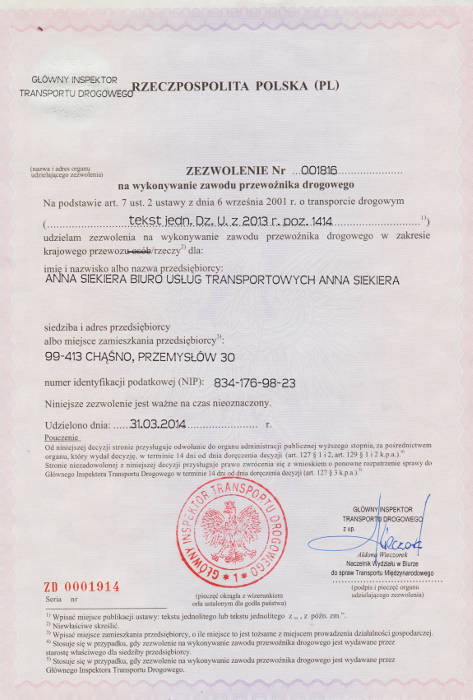 GŁÓWNY INSPEKTOR
TRANSPORTU DROGOWEGO
RZECZPOSPOLITA POLSKA (PL)
(nazwa i adres organu
udzielającego zezwolenia)
ZEZWOLENIE Nr 001816
na wykonywanie zawodu przewoźnika drogowego
Na podstawie art. 7 ust. 2 ustawy z dnia 6 września 2001 r. o transporcie drogowym
(tekst jedn. Dz. U. z 2013 r. poz. 1414 1))
udzielam zezwolenia na wykonywanie zawodu przewoźnika drogowego w zakresie
krajowego przewozu osób/rzeczy2) dla:
imię i nazwisko albo nazwa przedsiębiorcy:
ANNA SIEKIERA BIURO USŁUG TRANSPORTOWYCH ANNA SIEKIERA
siedziba i adres przedsiębiorcy
albo miejsce zamieszkania przedsiębiorcy3):
99-413 CHĄŚNO, PRZEMYSŁÓW 30
numer identyfikacji podatkowej (NIP): 834-176-98-23
Niniejsze zezwolenie jest ważne na czas nieoznaczony.
Udzielono dnia: 31.03.2014 r.
Pouczenie
Od niniejszej decyzji stronie przysługuje odwołanie do organu administracji publicznej wyższego stopnia, za pośrednictwem
organu, który wydał decyzję, w terminie 14 dni od dnia doręczenia decyzji (art. 127 § 1 i 2, art. 129 § 1 i 2 k.p.a.).4)
Stronie niezadowolonej z niniejszej decyzji przysługuje prawo zwrócenia się z wnioskiem o ponowne rozpatrzenie sprawy do
Głównego Inspektora Transportu Drogowego w terminie 14 dni od dnia doręczenia decyzji (art. 127 § 3 k.p.a.).5)
GŁÓWNY INSPEKTOR TRANSPORTU DROGOWEGO
* 1 *
GŁÓWNY INSPEKTOR
TRANSPORTU DROGOWEGO
z up.
Aldona Wieczorek
Naczelnik Wydziału w Biurze
do spraw Transportu Międzynarodowego
(podpis i pieczęć organu
udzielającego zezwolenia)
ZD 0001914
Seria nr
(pieczęć okrągła z wizerunkiem
orła ustalonym dla godła państwa)
1) Wpisać miejsce publikacji ustawy: tekstu jednolitego lub tekstu jednolitego z „, z późn. zm.”.
2) Niewłaściwe skreślić.
3) Wpisać miejsce zamieszkania przedsiębiorcy, o ile miejsce to jest tożsame z miejscem prowadzenia działalności gospodarczej.
4) Stosuje się w przypadku, gdy zezwolenie na wykonywanie zawodu przewoźnika drogowego jest wydawane przez
starostę właściwego dla siedziby przedsiębiorcy.
5) Stosuje się w przypadku, gdy zezwolenie na wykonywanie zawodu przewoźnika drogowego jest wydawane przez
Głównego Inspektora Transportu Drogowego.